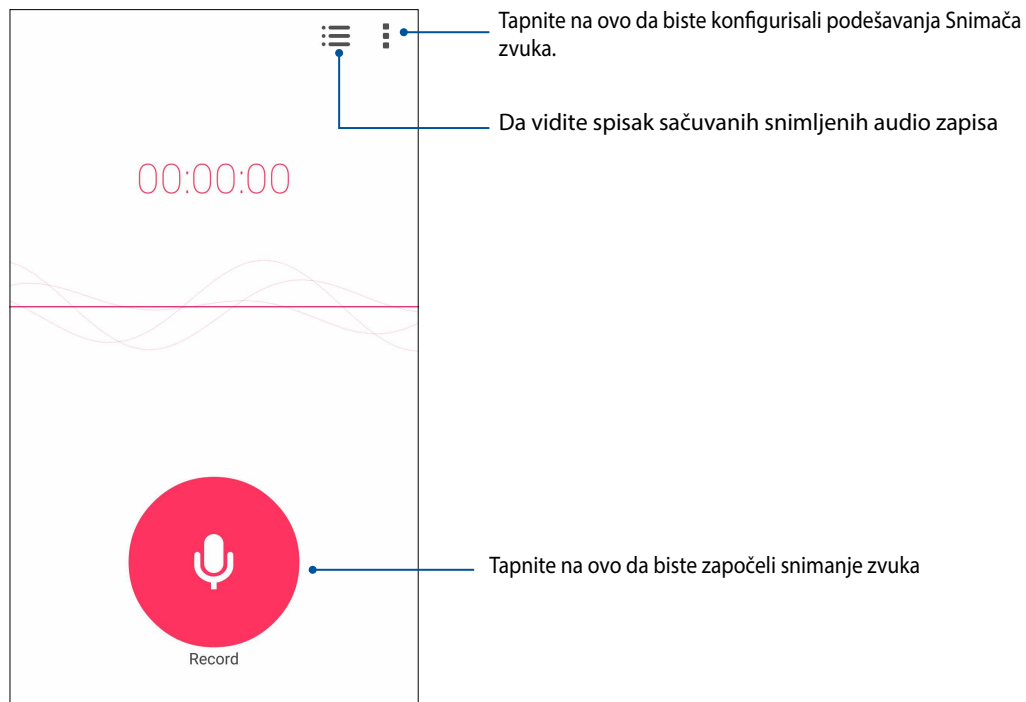 Tapnite na ovo da biste konfigurisali podešavanja Snimača
zvuka.
Da vidite spisak sačuvanih snimljenih audio zapisa
00:00:00
Tapnite na ovo da biste započeli snimanje zvuka
Record